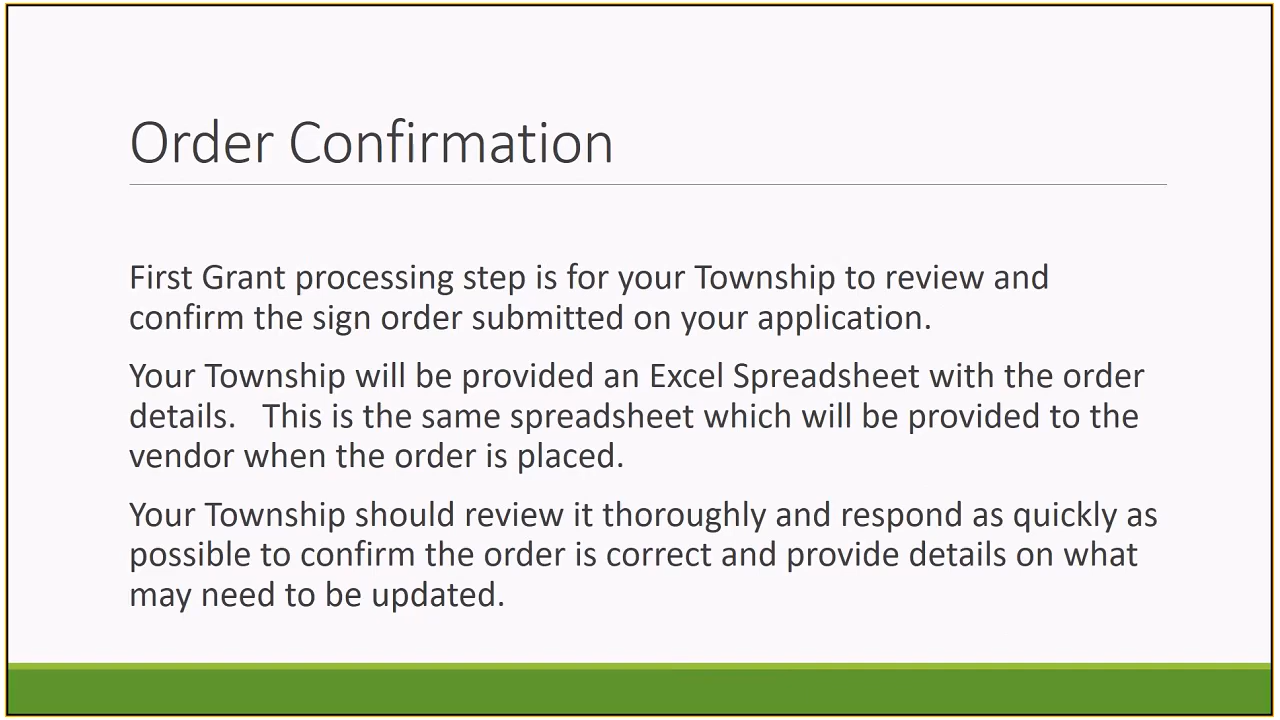 Order Confirmation
First Grant processing step is for your Township to review and
confirm the sign order submitted on your application.
Your Township will be provided an Excel Spreadsheet with the order
details.   This is the same spreadsheet which will be provided to the
vendor when the order is placed.
Your Township should review it thoroughly and respond as quickly as
possible to confirm the order is correct and provide details on what
may need to be updated.